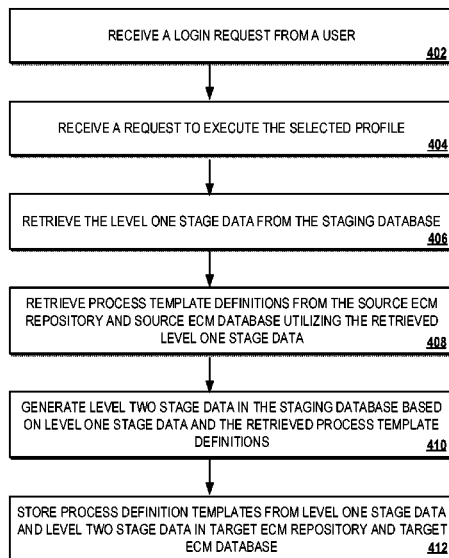 RECEIVE A LOGIN REQUEST FROM A USER
402
RECEIVE A REQUEST TO EXECUTE THE SELECTED PROFILE
404
RETRIEVE THE LEVEL ONE STAGE DATA FROM THE STAGING DATABASE
406
RETRIEVE PROCESS TEMPLATE DEFINITIONS FROM THE SOURCE ECM
REPOSITORY AND SOURCE ECM DATABASE UTILIZING THE RETRIEVED
LEVEL ONE STAGE DATA
408
GENERATE LEVEL TWO STAGE DATA IN THE STAGING DATABASE BASED
ON LEVEL ONE STAGE DATA AND THE RETRIEVED PROCESS TEMPLATE
DEFINITIONS
410
STORE PROCESS DEFINITION TEMPLATES FROM LEVEL ONE STAGE DATA
AND LEVEL TWO STAGE DATA IN TARGET ECM REPOSITORY AND TARGET
ECM DATABASE
412